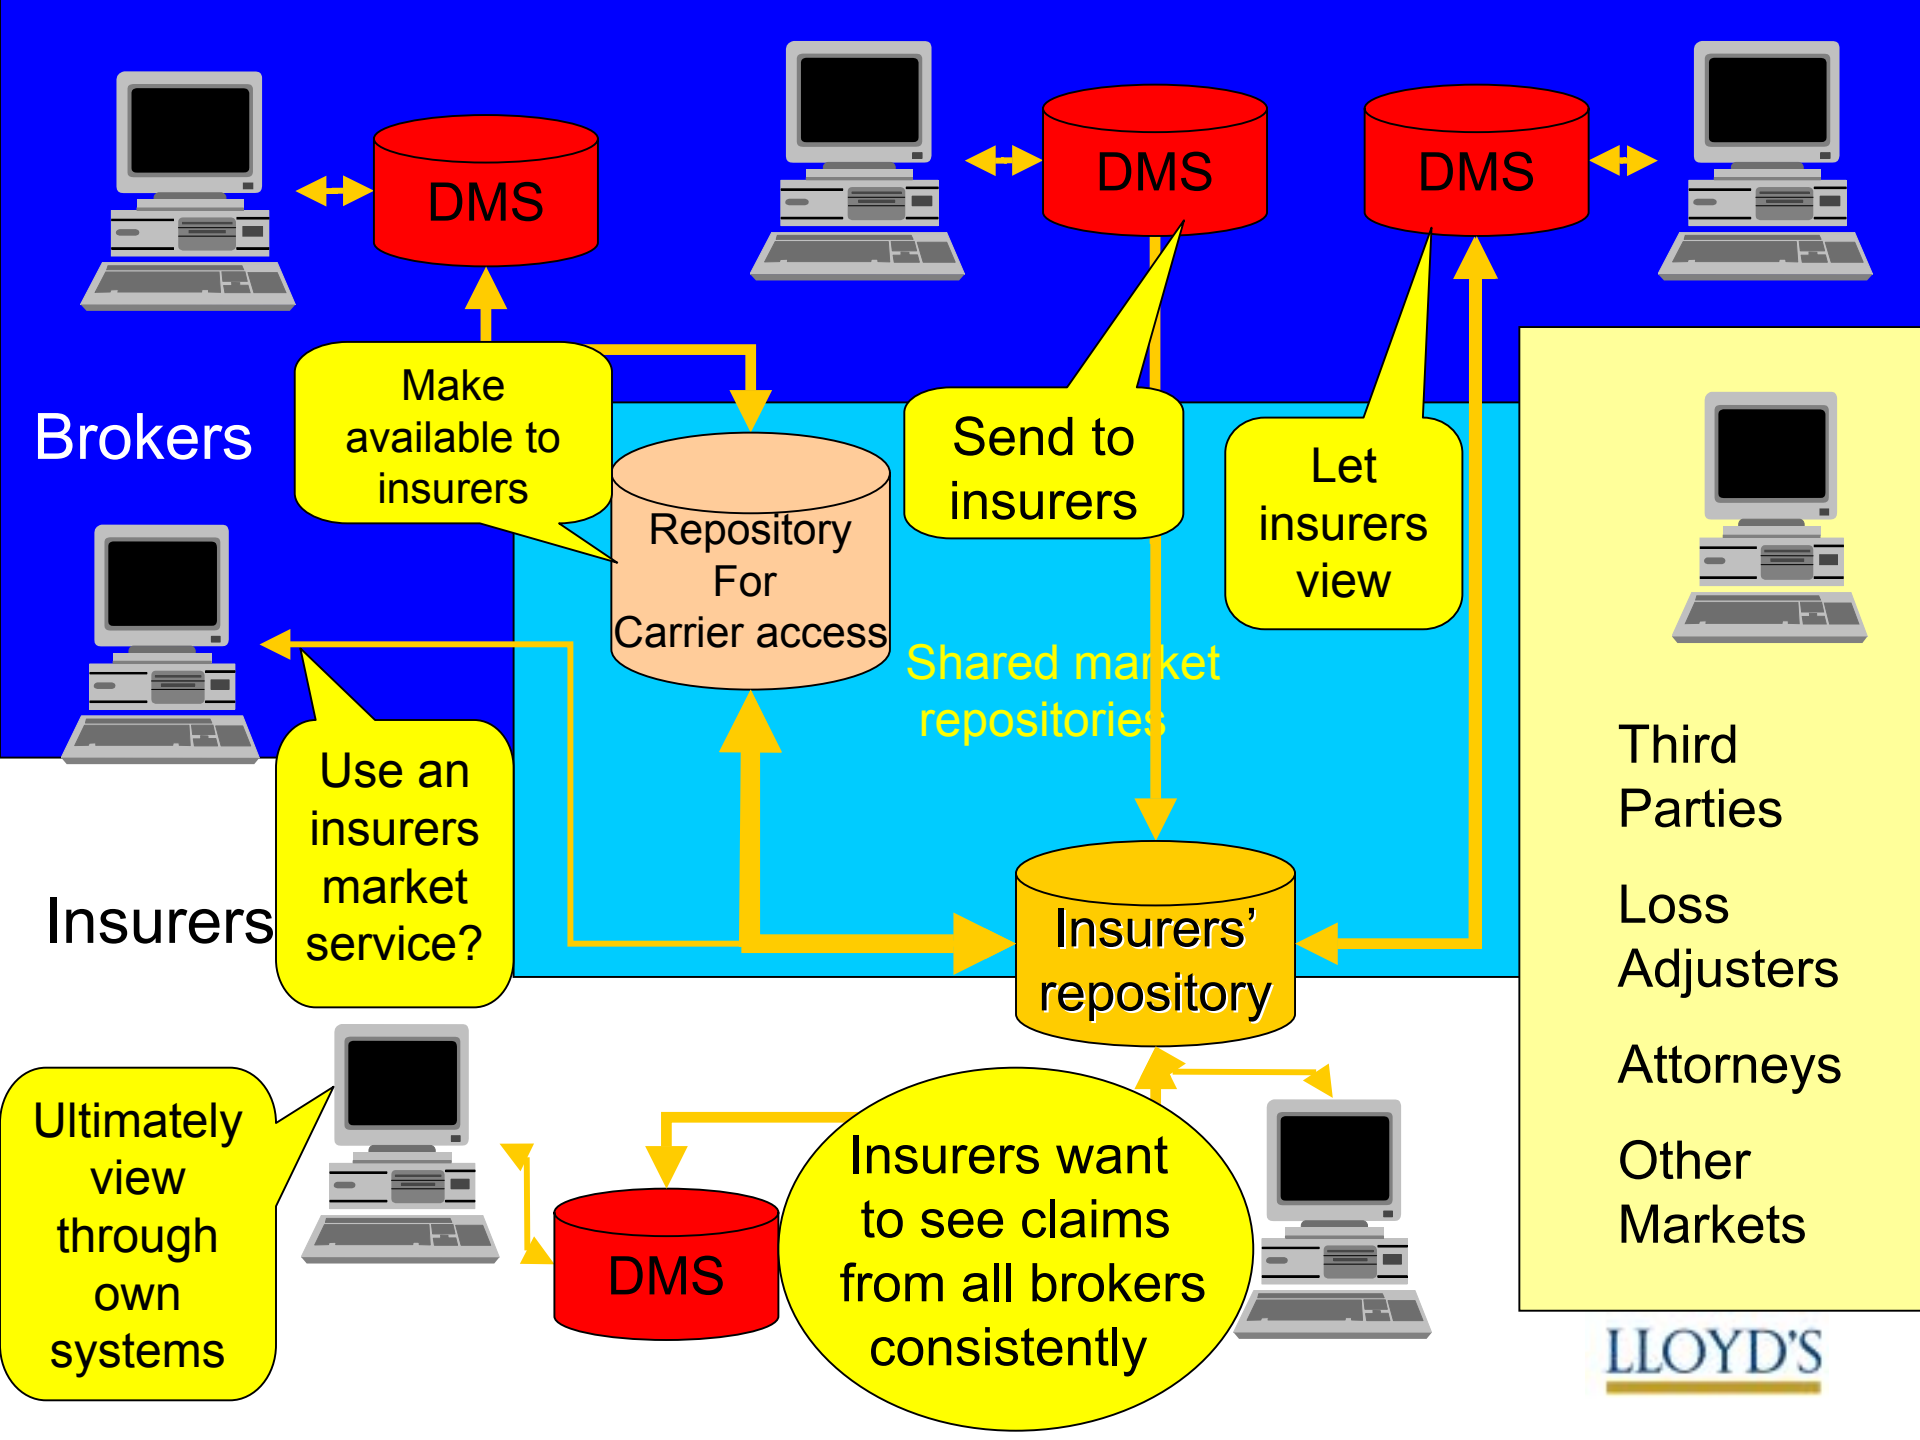 DMS
DMS
DMS
Brokers
Make
available to
insurers
Send to
insurers
Let
insurers
view
Repository
For
Carrier access
Shared market
repositories
Use an
insurers
market
service?
Insurers
Insurers’
repository
Third
Parties
Loss
Adjusters
Attorneys
Other
Markets
Ultimately
view
through
own
systems
DMS
Insurers want
to see claims
from all brokers
consistently
LLOYD'S